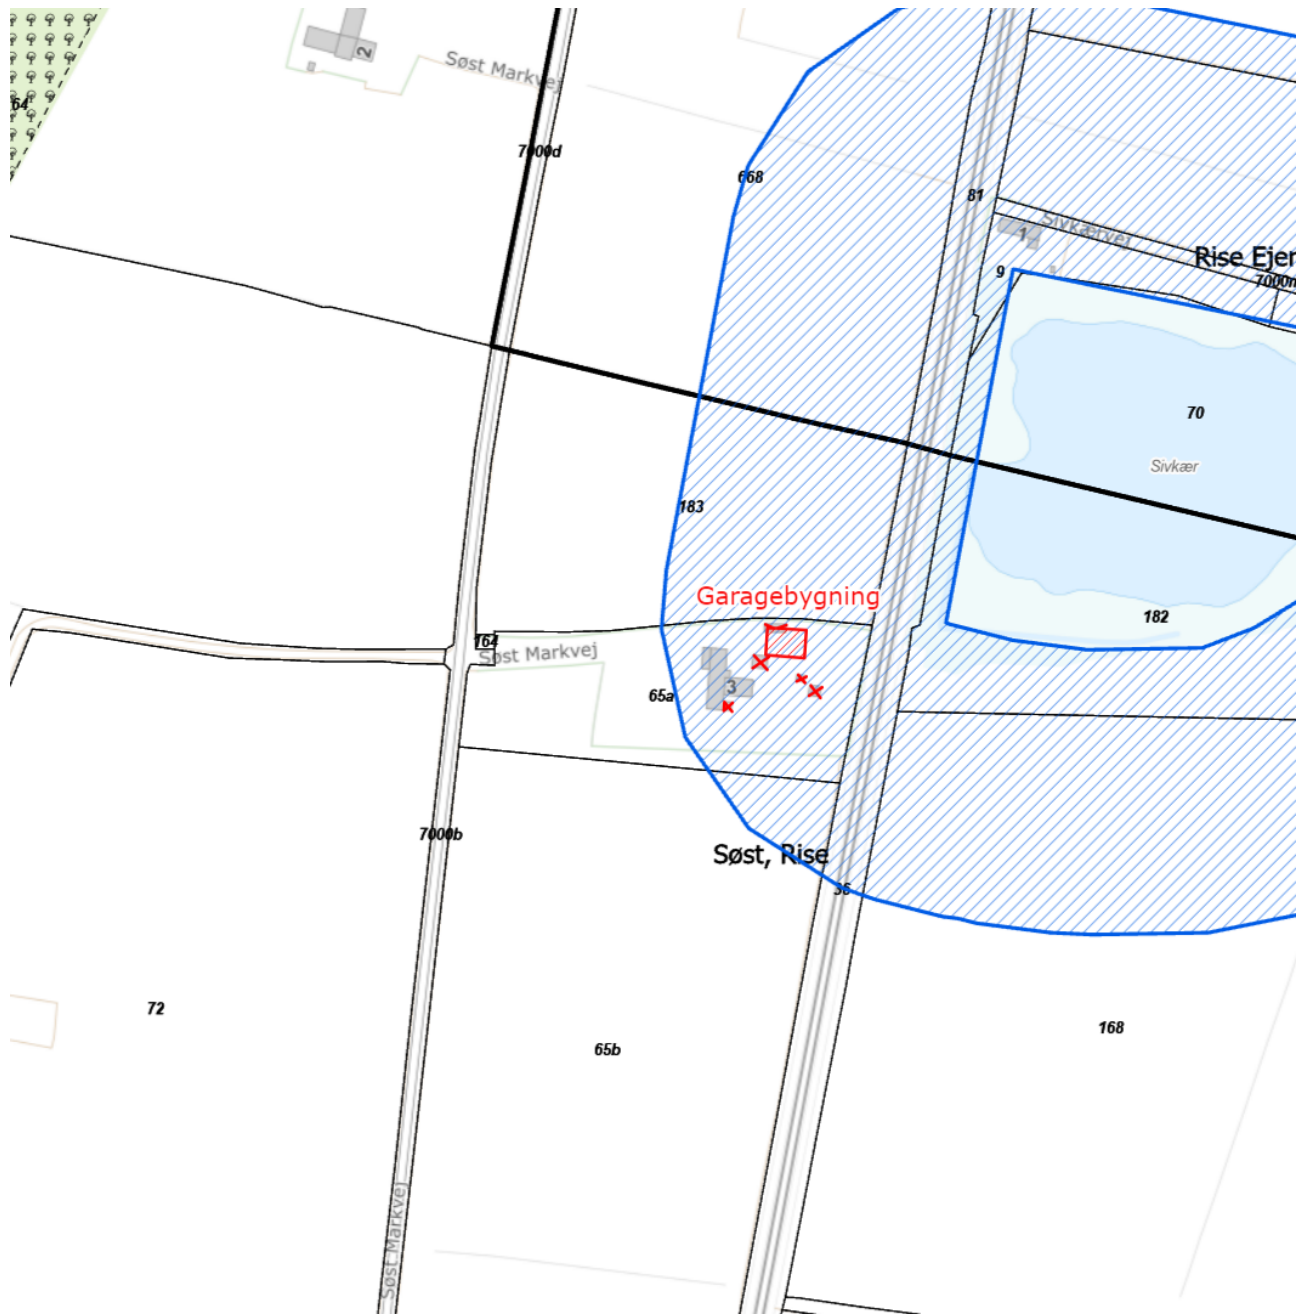 2
Søst Markvej
64
7000d
668
81
Sivkærvej
1
Rise Ejer
9
7000m
70
Sivkær
183
Garagebygning
182
164
Søst Markvej
3
65a
7000b
Søst, Rise
36
72
168
65b
Søst Markvej